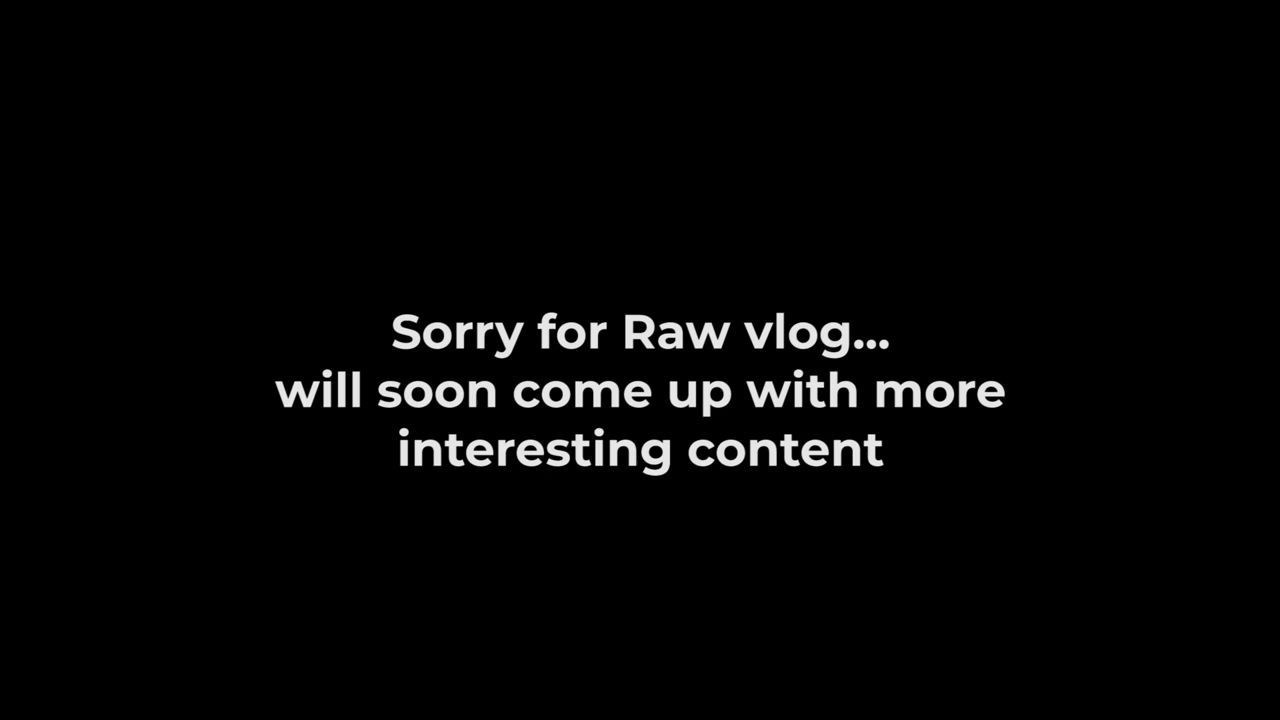 Sorry for Raw vlog...
will soon come up with more
interesting content